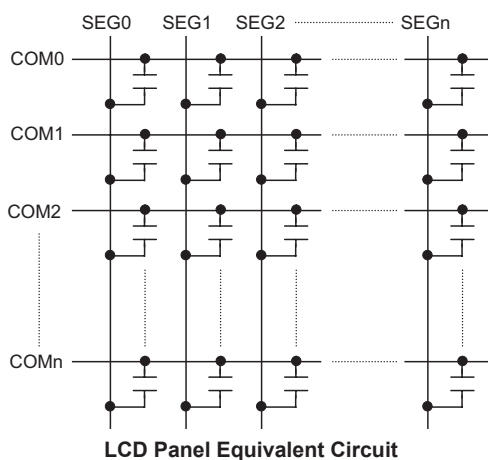 SEG0 SEG1 SEG2 SEGn
COM0
COM1
COM2
COMn
LCD Panel Equivalent Circuit